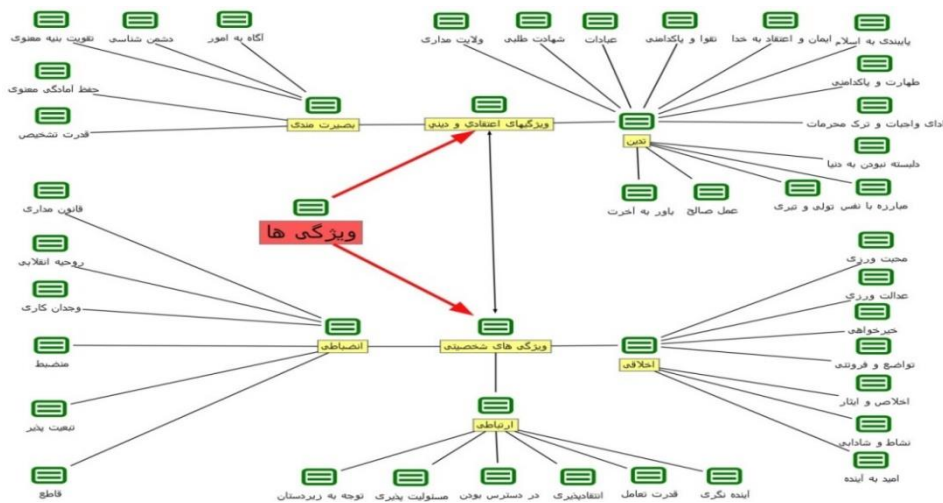 پایبندی به اسلام
ایمان و اعتقاد به خدا
تقوا و پاکدامنی
عبادات
شهادت طلبی
ولایت مداری
آگاه به امور
دشمن شناسی
تقویت بنیه معنوی
طهارت و پاکدامنی
حفظ آمادگی معنوی
ادای واجبات و ترک محرمات
تدین
ویژگیهای اعتقادی و دینی
بصیرت مندی
قدرت تشخیص
دلبسته نبودن به دنیا
مبارزه با نفس
تولی و تبری
عمل صالح
باور به آخرت
ویژگی ها
قانون مداری
محبت ورزی
روحیه انقلابی
عدالت ورزی
وجدان کاری
خیرخواهی
اخلاقی
ویژگی های شخصیتی
انضباطی
منضبط
تواضع و فروتنی
اخلاص و ایثار
تبعیت پذیر
ارتباطی
نشاط و شادابی
امید به آینده
قاطع
آینده نگری
قدرت تعامل
انتقادپذیری
در دسترس بودن
مسئولیت پذیری
توجه به زیردستان